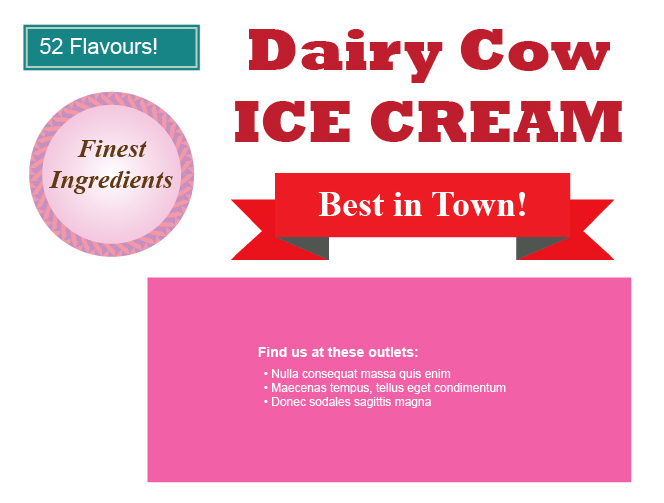 52 Flavours!
Dairy Cow
ICE CREAM
Finest
Ingredients
Best in Town!
Find us at these outlets:
• Nulla consequat massa quis enim
• Maecenas tempus, tellus eget condimentum
• Donec sodales sagittis magna